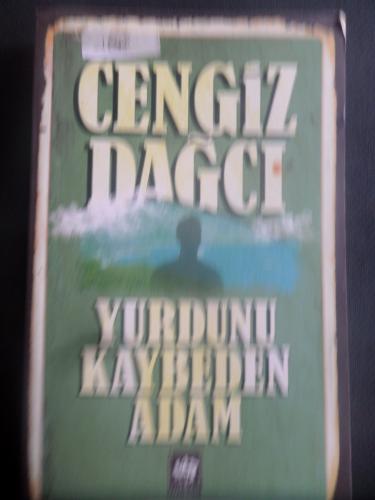 CENGİZ
DAĞCI
YURDUNU
KAYBEDEN
ADAM